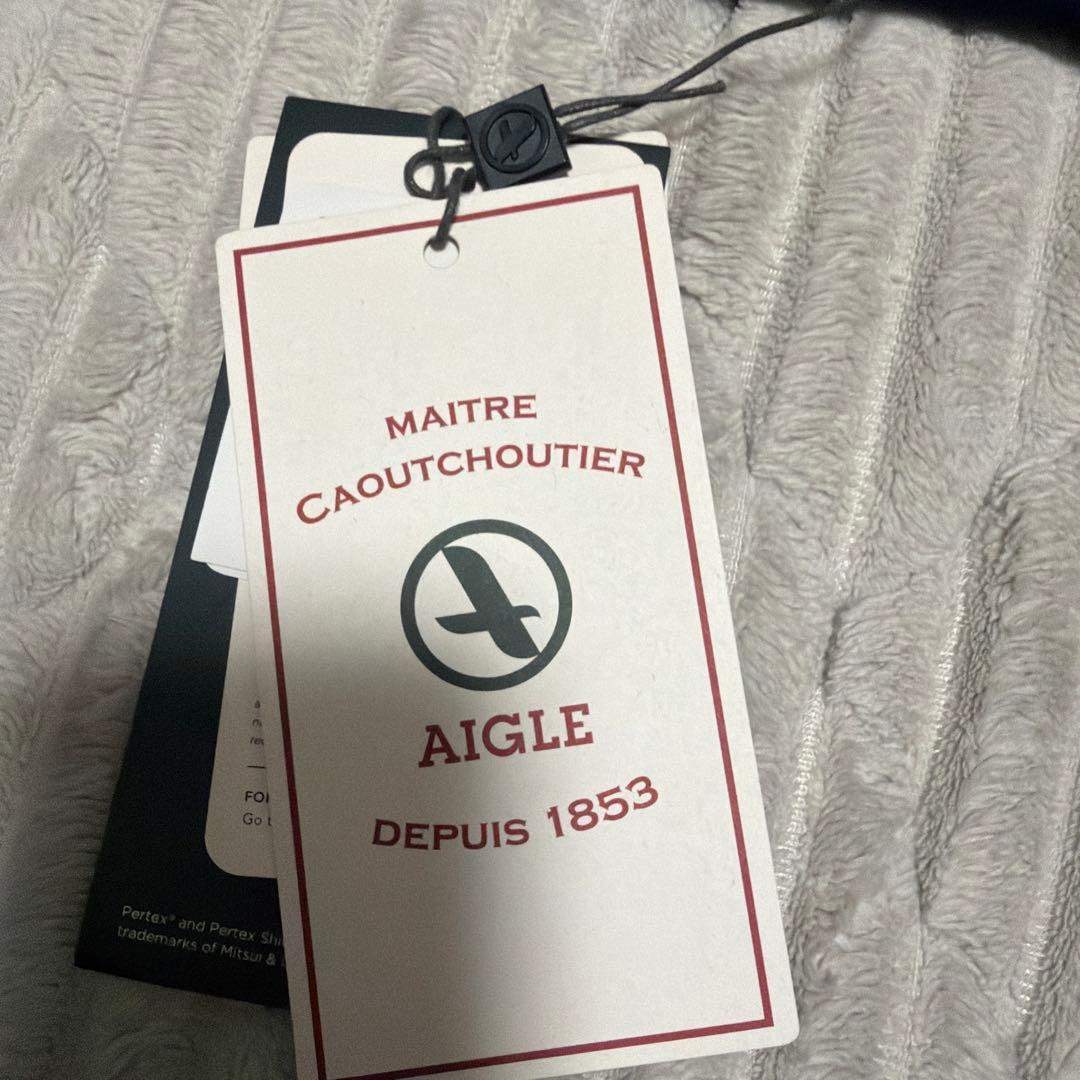 MAITRE
CAOUTCHOUTIER
AIGLE
DEPUIS 1853
Go t
Pertex® and Pertex Shi
trademarks of Mitsui &